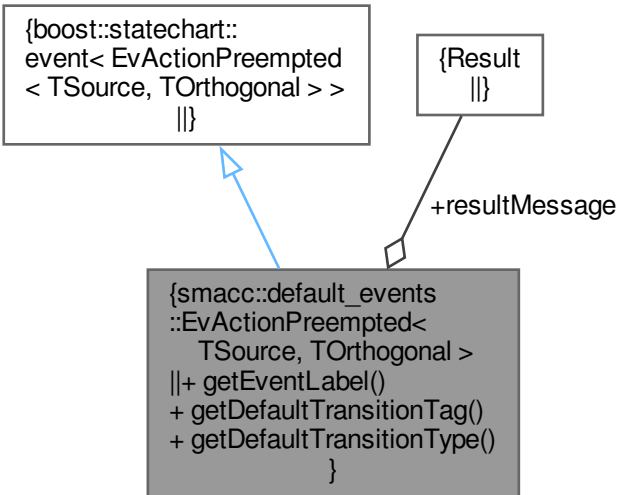 {boost::statechart::
event< EvActionPreempted
< TSource, TOrthogonal > >
||}
{Result
||}
+resultMessage
{smacc::default_events
::EvActionPreempted<
TSource, TOrthogonal >
||+ getEventLabel()
+ getDefaultTransitionTag()
+ getDefaultTransitionType()
}